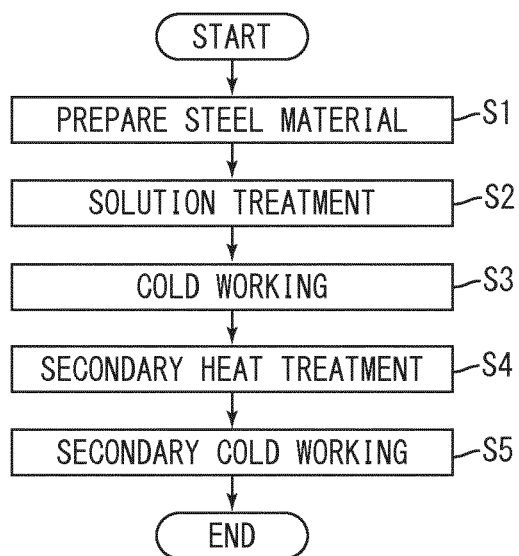 START
PREPARE STEEL MATERIAL S1
SOLUTION TREATMENT S2
COLD WORKING S3
SECONDARY HEAT TREATMENT S4
SECONDARY COLD WORKING S5
END